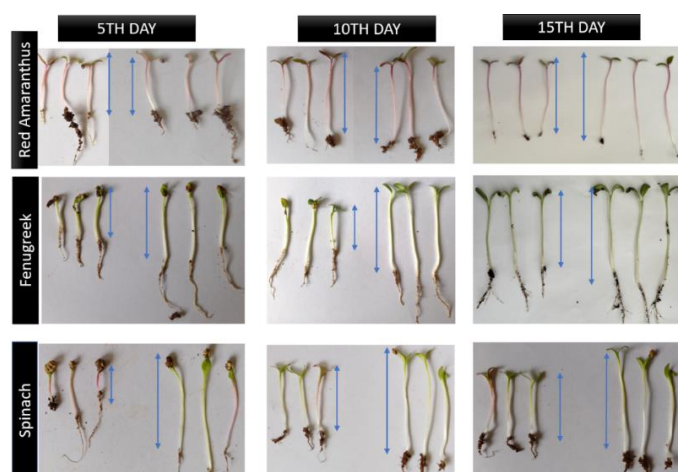 5TH DAY
10TH DAY
15TH DAY
Red Amaranthus
Fenugreek
Spinach